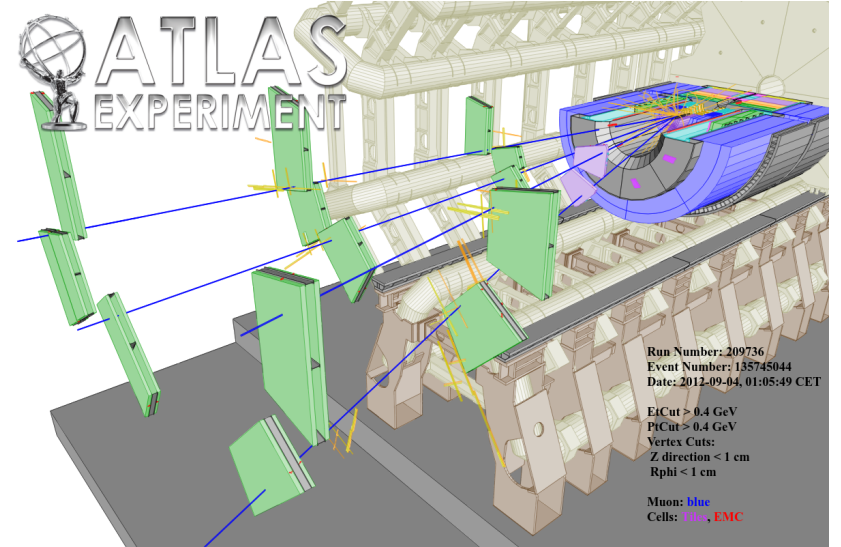 ATLAS
EXPERIMENT
Run Number: 209736
Event Number: 135745044
Date: 2012-09-04, 01:05:49 CET
EtCut > 0.4 GeV
PtCut > 0.4 GeV
Vertex Cuts:
Z direction < 1 cm
Rphi < 1 cm
Muon: blue
Cells: Tiles, EMC